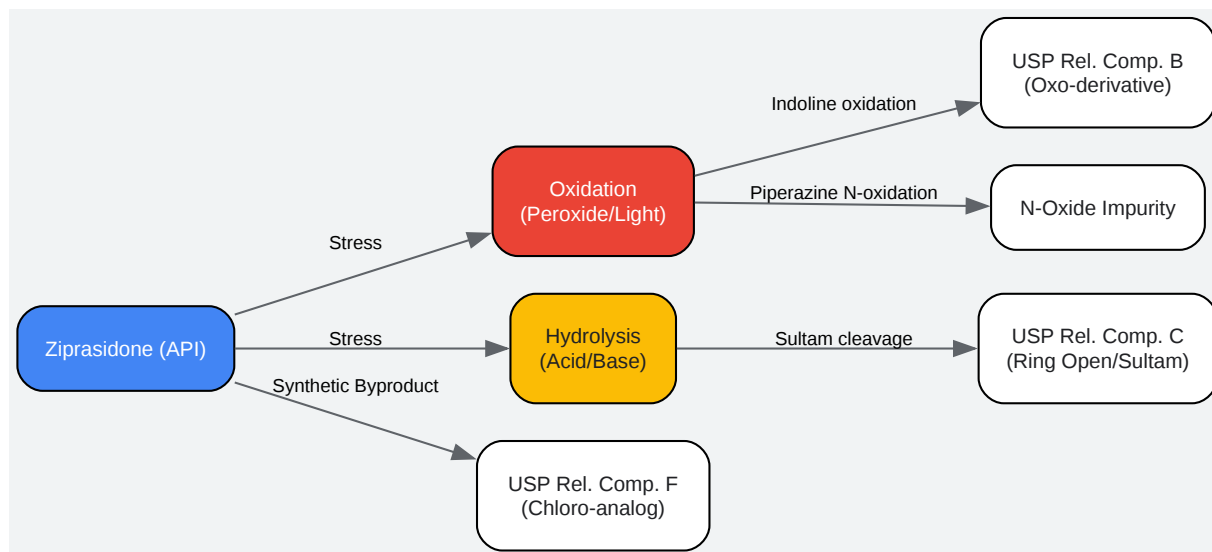 USP Rel. Comp. B
(Oxo-derivative)
Indoline oxidation
Oxidation
(Peroxide/Light)
Piperazine N-oxidation
N-Oxide Impurity
Stress
Ziprasidone (API)
Stress
Hydrolysis
(Acid/Base)
Sultam cleavage
USP Rel. Comp. C
(Ring Open/Sultam)
Synthetic Byproduct
USP Rel. Comp. F
(Chloro-analog)